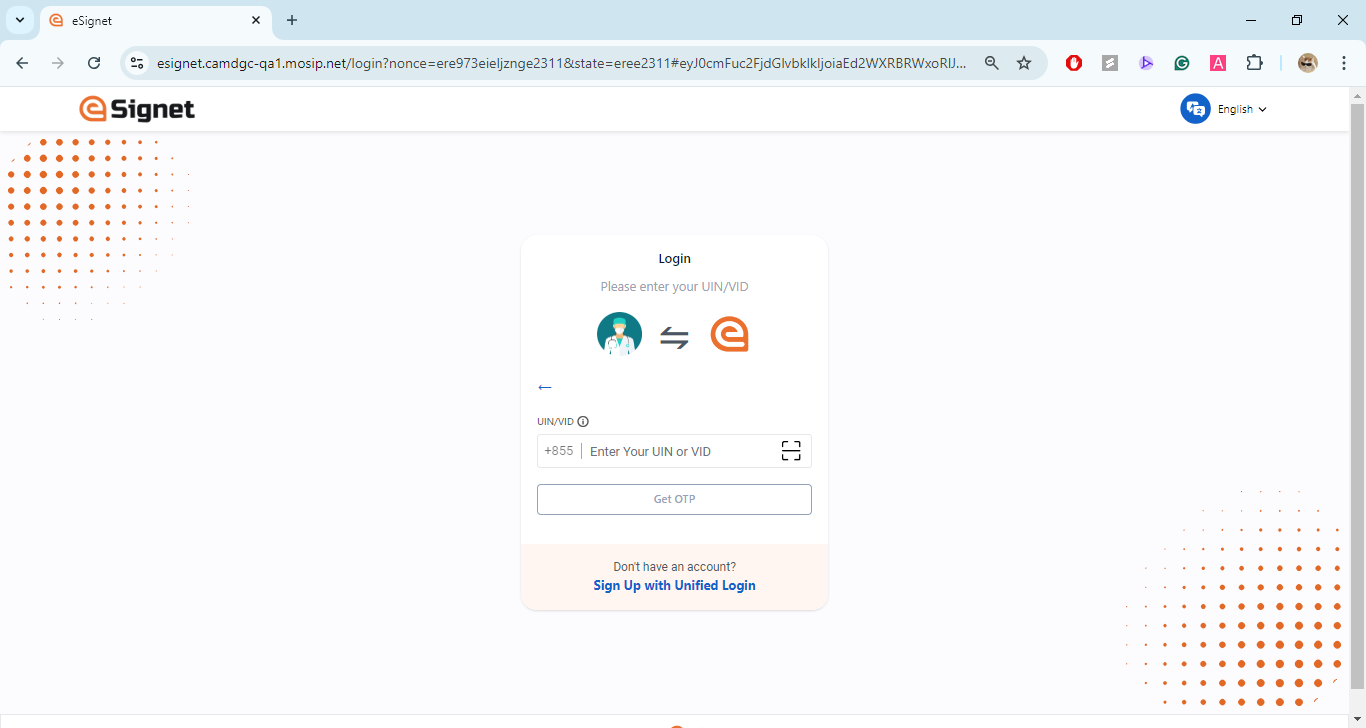 eSignet
esignet.camdgc-qa1.mosip.net/login?nonce=ere973eieljznge2311&state=eree2311#eyJ0cmFuc2FjdGlvbklkIjoiaEd2WXRBRWxoRlJ...
eSignet
English
Login
Please enter your UIN/VID
UIN/VID
+855
Enter Your UIN or VID
Get OTP
Don't have an account?
Sign Up with Unified Login